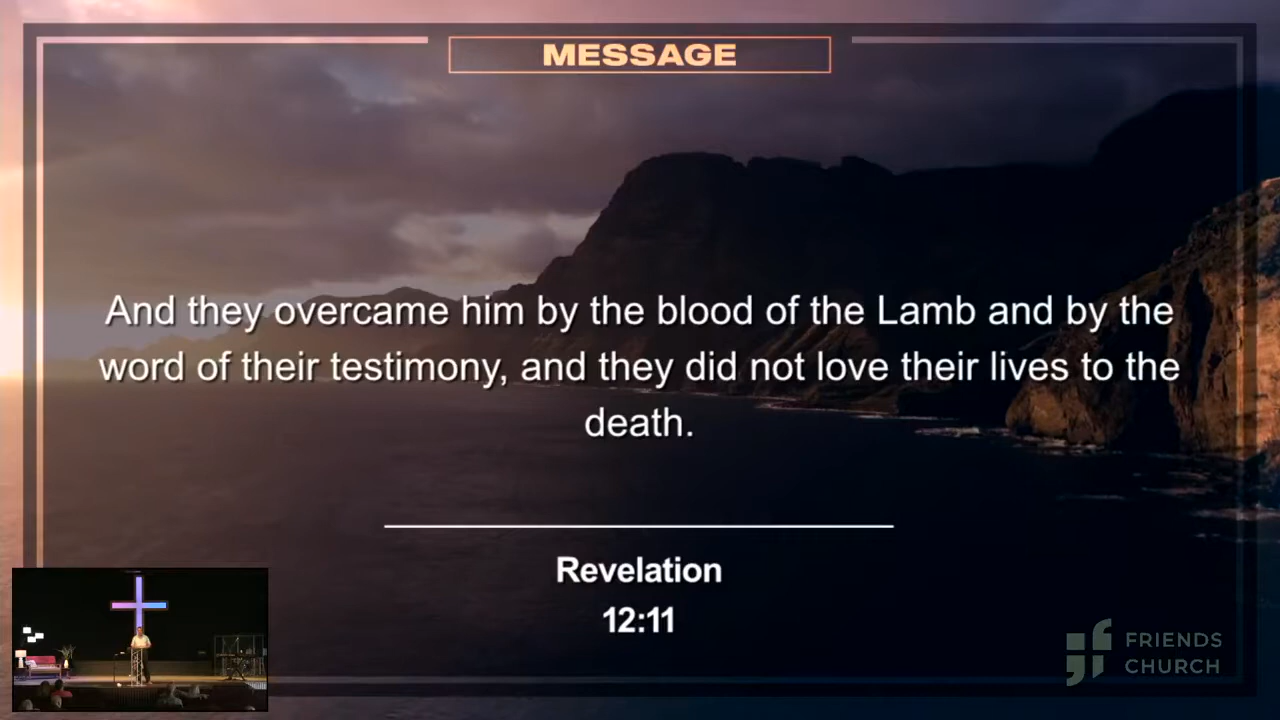 MESSAGE
And they overcame him by the blood of the Lamb and by the
word of their testimony, and they did not love their lives to the
death.
Revelation
12:11
FRIENDS
CHURCH